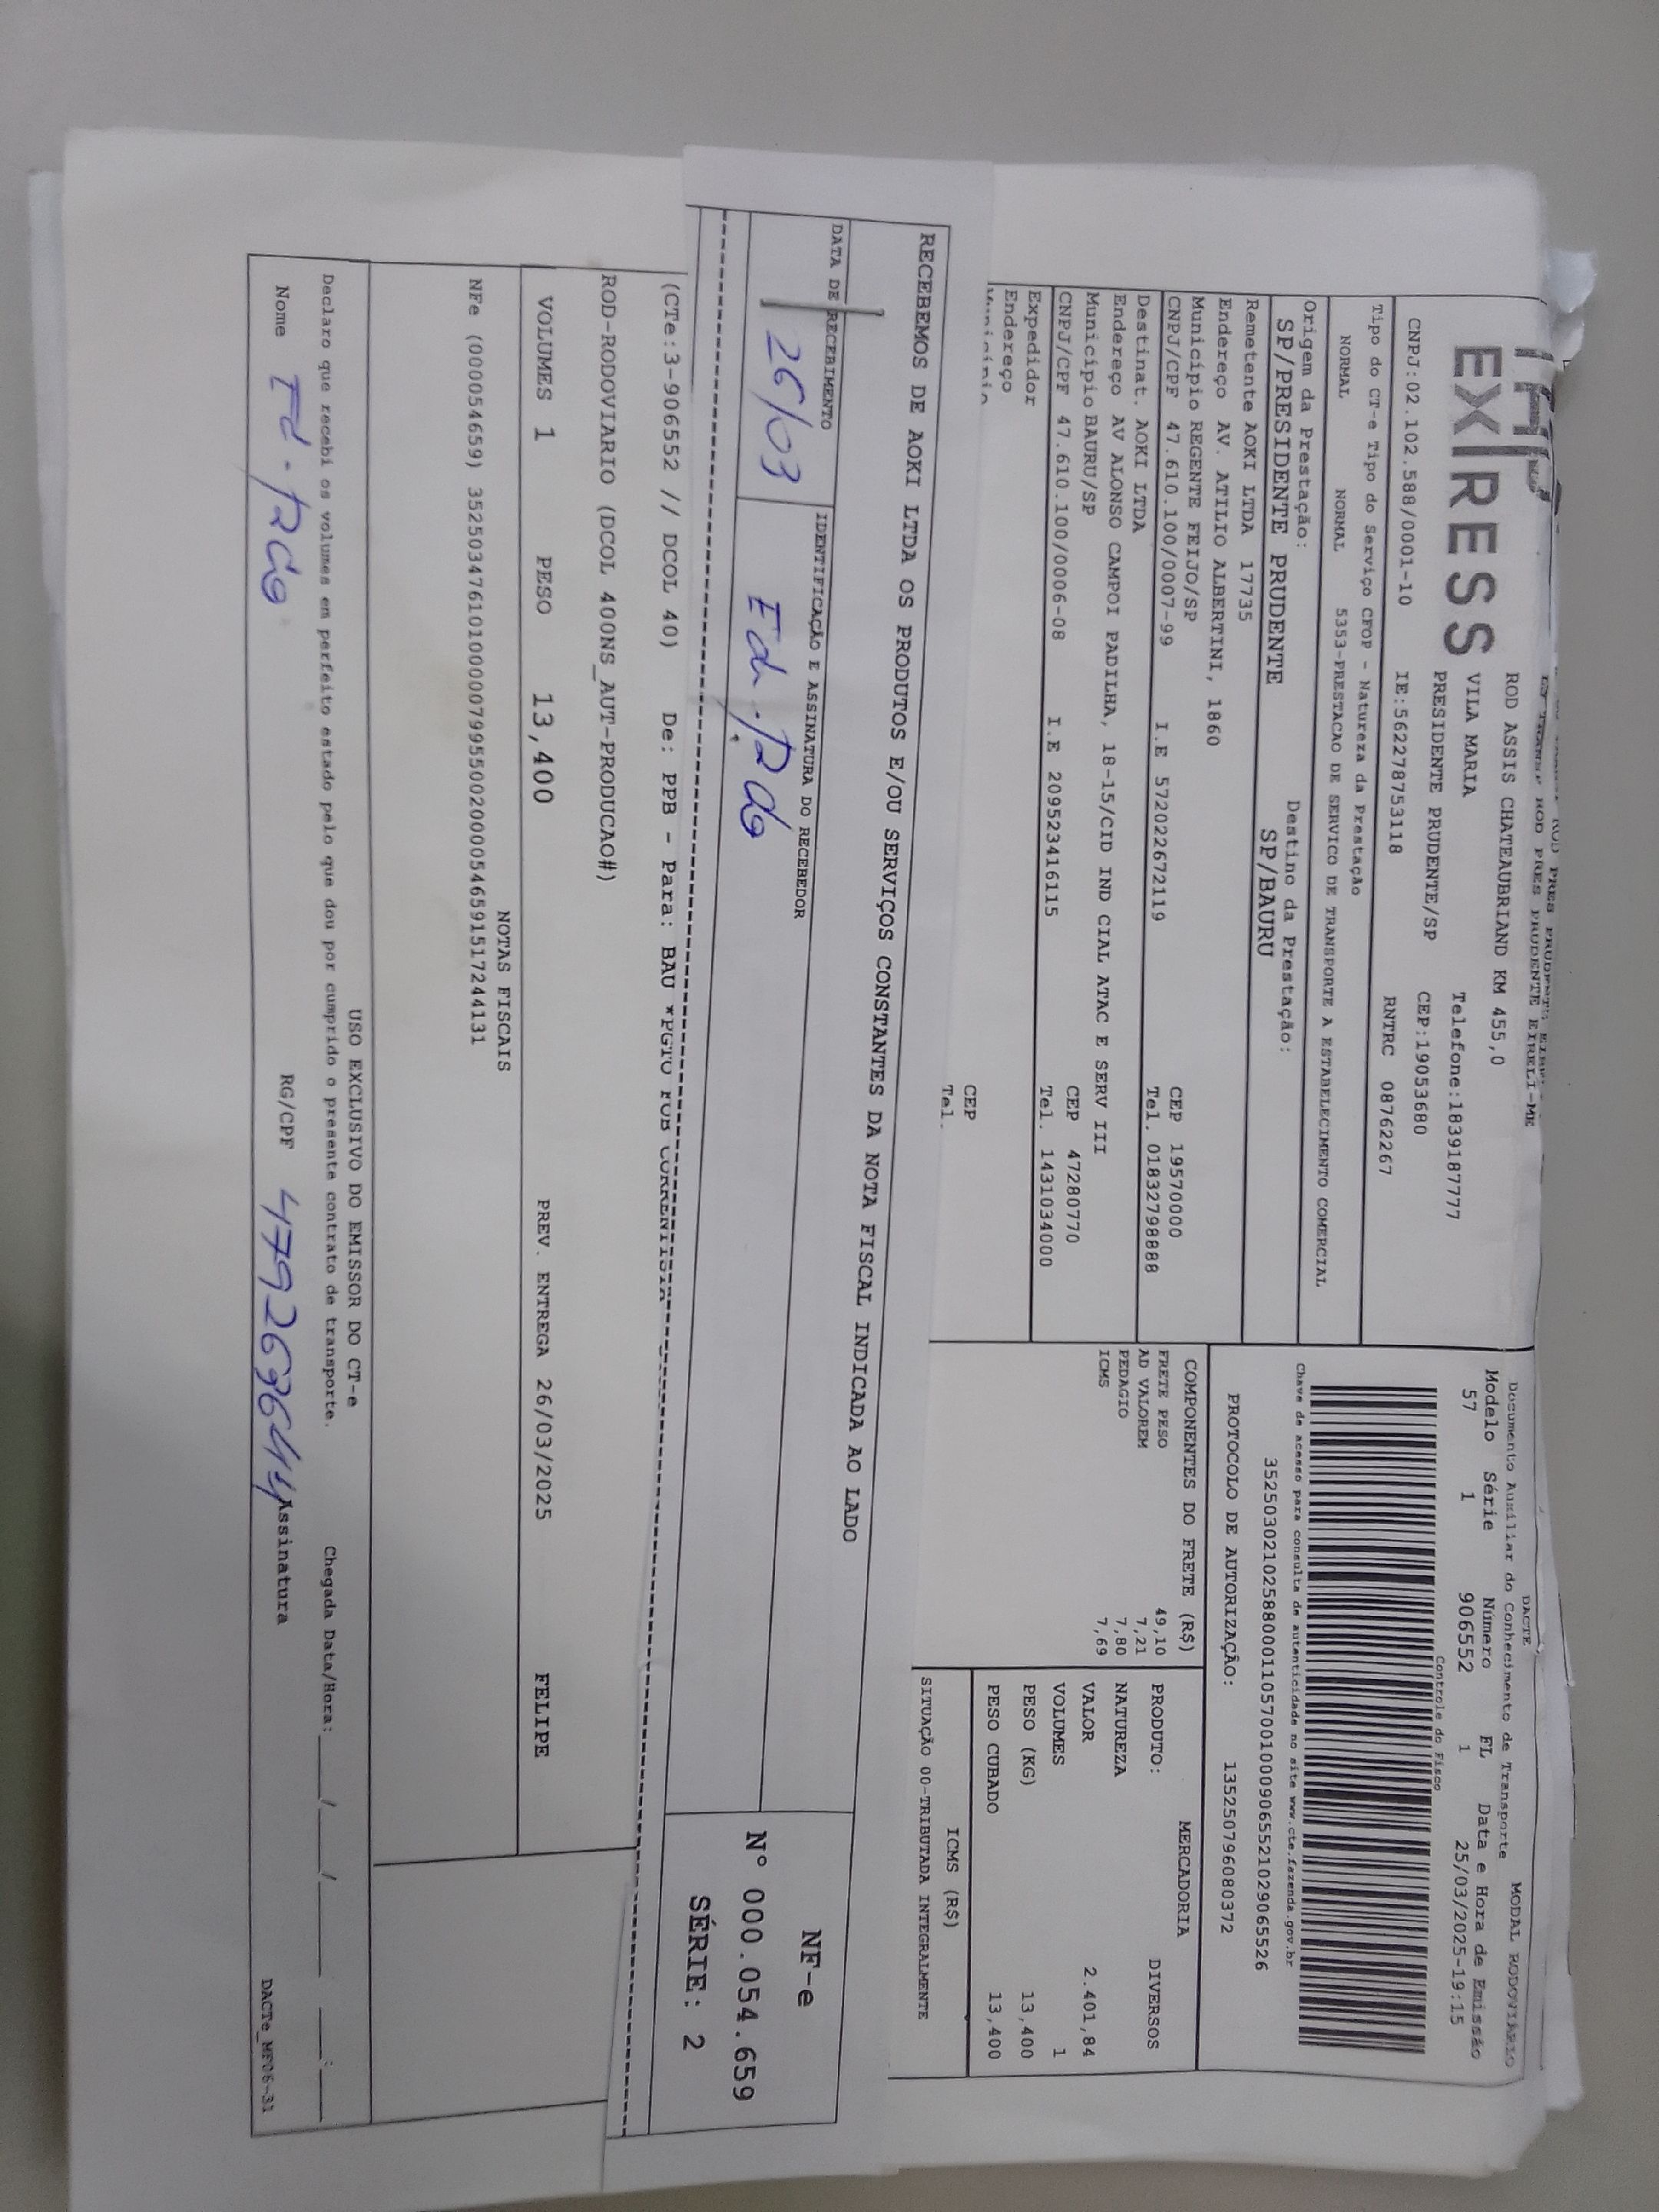 EXPRESS
ROD ASSIS CHATEAUBRIAND KM 455,0
VILA MARIA Telefone:1839187777
PRESIDENTE PRUDENTE/SP CEP:19053680
CNPJ:02.102.588/0001-10 IE:562278753118 RNTRC 08762267
DACTE MODAL RODOVIÁRIO
Documento Auxiliar do Conhecimento de Transporte
Modelo Série Número FL Data e Hora de Emissão
57 1 906552 1 25/03/2025-19:15
Controle do Fisco
Tipo do CT-e Tipo do Serviço CFOP - Natureza da Prestação
NORMAL NORMAL 5353-PRESTACAO DE SERVICO DE TRANSPORTE A ESTABELECIMENTO COMERCIAL
Chave de acesso para consulta de autenticidade no site www.cte.fazenda.gov.br
35250302102588000110570010009065521029065526
Origem da Prestação: Destino da Prestação:
SP/PRESIDENTE PRUDENTE SP/BAURU
PROTOCOLO DE AUTORIZAÇÃO: 135250796080372
Remetente AOKI LTDA 17735
Endereço AV. ATILIO ALBERTINI, 1860
Município REGENTE FEIJO/SP CEP 19570000
CNPJ/CPF 47.610.100/0007-99 I.E 572022672119 Tel. 01832798888
Destinat. AOKI LTDA
Endereço AV ALONSO CAMPOI PADILHA, 18-15/CID IND CIAL ATAC E SERV III
Município BAURU/SP CEP 47280770
CNPJ/CPF 47.610.100/0006-08 I.E 209523416115 Tel. 1431034000
Expedidor
Endereço
Município CEP
Tel.
COMPONENTES DO FRETE (R$)
FRETE PESO 49,10
AD VALOREM 7,21
PEDAGIO 7,80
ICMS 7,69
MERCADORIA
PRODUTO: DIVERSOS
NATUREZA
VALOR 2.401,84
VOLUMES 1
PESO (KG) 13,400
PESO CUBADO 13,400
ICMS (R$)
SITUAÇÃO 00-TRIBUTADA INTEGRALMENTE
RECEBEMOS DE AOKI LTDA OS PRODUTOS E/OU SERVIÇOS CONSTANTES DA NOTA FISCAL INDICADA AO LADO
DATA DE RECEBIMENTO IDENTIFICAÇÃO E ASSINATURA DO RECEBEDOR
26/03
NF-e
N° 000.054.659
SÉRIE: 2
(CTe:3-906552 // DCOL 40) De: PPB - Para: BAU *PGTO FOB CORRENTISTA
ROD-RODOVIARIO (DCOL 400NS_AUT-PRODUCAO#)
VOLUMES 1 PESO 13,400 PREV. ENTREGA 26/03/2025 FELIPE
NOTAS FISCAIS
NFe (000054659) 35250347610100000799550020000546591517244131
USO EXCLUSIVO DO EMISSOR DO CT-e
Declaro que recebi os volumes em perfeito estado pelo que dou por cumprido o presente contrato de transporte. Chegada Data/Hora:___/___/_____ __:__
Nome RG/CPF 479269644 Assinatura
DACTe_MF06-31